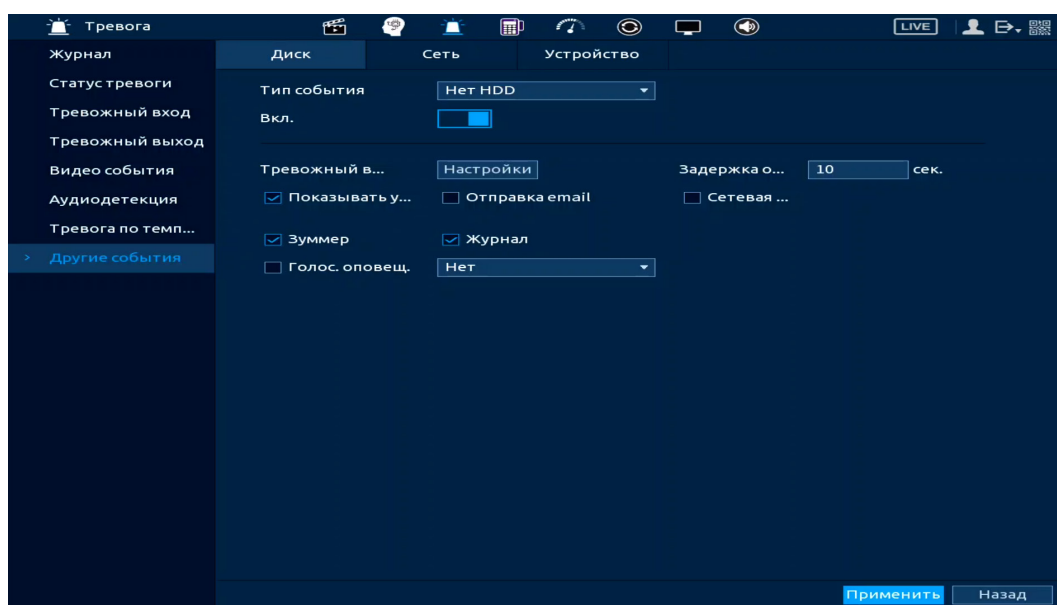 Тревога
LIVE
Журнал
Статус тревоги
Тревожный вход
Тревожный выход
Видео события
Аудиодетекция
Тревога по темп...
> Другие события
Диск Сеть Устройство
Тип события Нет HDD
Вкл.
Тревожный в... Настройки Задержка о... 10 сек.
Показывать у... Отправка email Сетевая ...
Зуммер Журнал
Голос. оповещ. Нет
Применить Назад